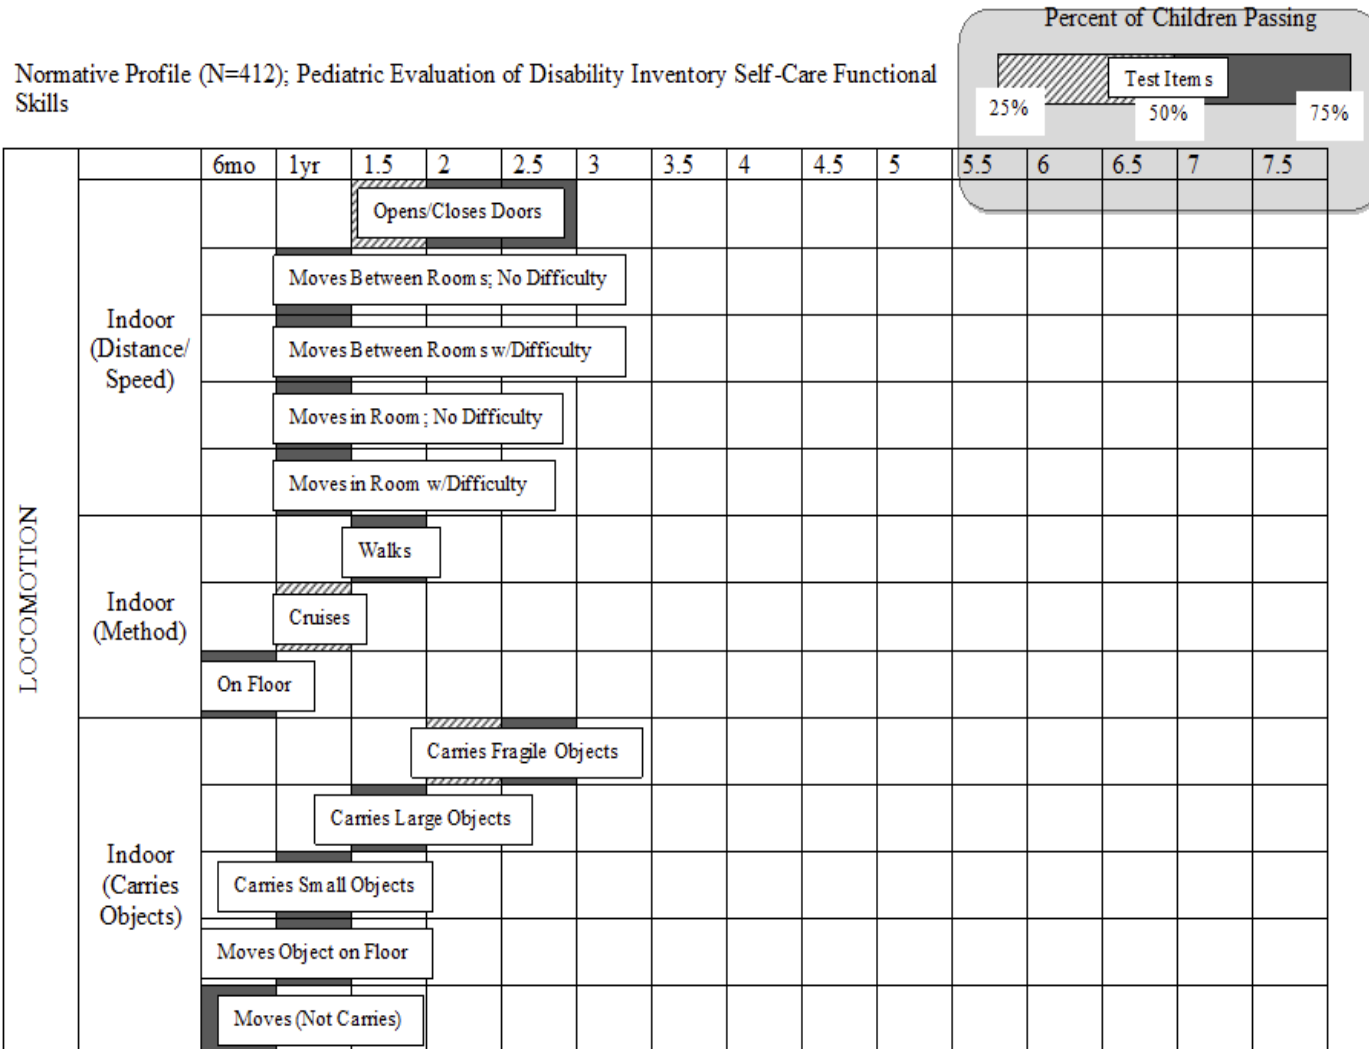 Percent of Children Passing
Normative Profile (N=412); Pediatric Evaluation of Disability Inventory Self-Care Functional
Skills
Test Items
25%
50%
75%
6mo 1yr 1.5 2 2.5 3 3.5 4 4.5 5 5.5 6 6.5 7 7.5
LOCOMOTION
Indoor
(Distance/
Speed)
Opens/Closes Doors
Moves Between Rooms; No Difficulty
Moves Between Rooms w/Difficulty
Moves in Room; No Difficulty
Moves in Room w/Difficulty
Indoor
(Method)
Walks
Cruises
On Floor
Indoor
(Carries
Objects)
Carries Fragile Objects
Carries Large Objects
Carries Small Objects
Moves Object on Floor
Moves (Not Carries)